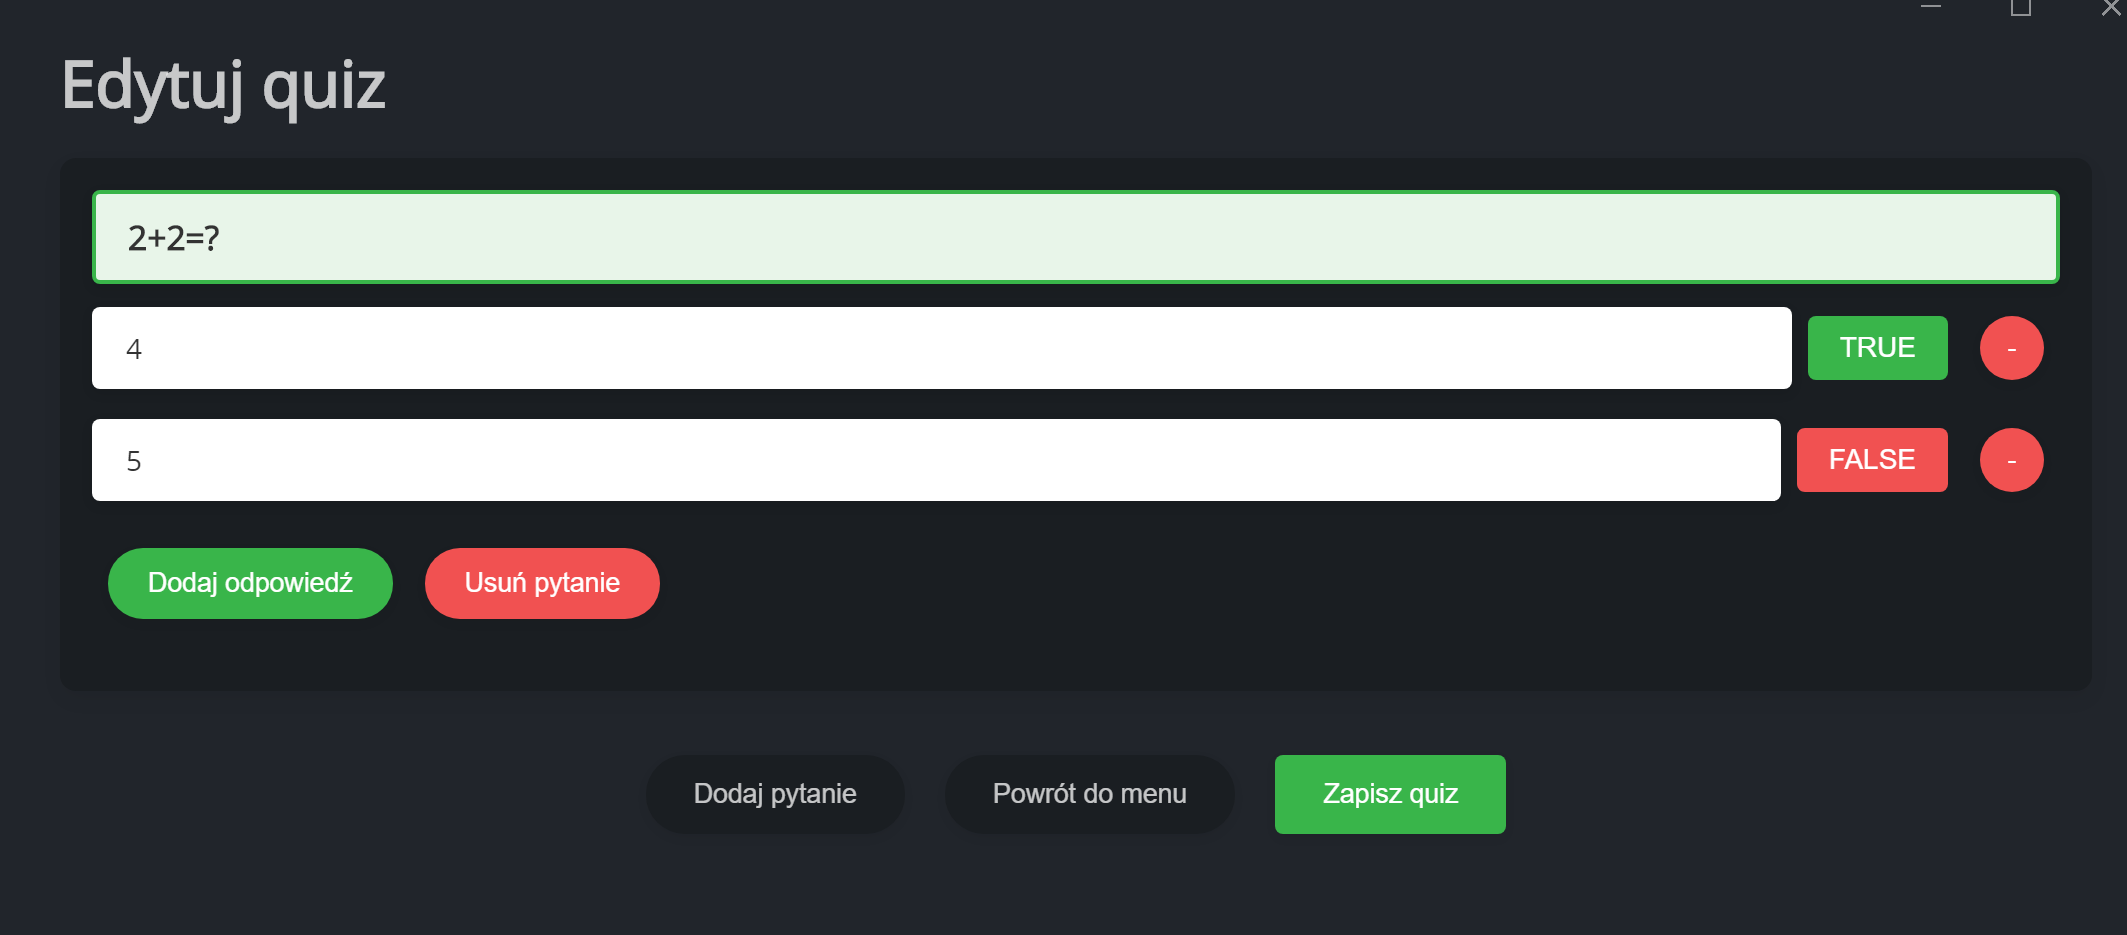 Edytuj quiz
2+2=?
4 TRUE -
5 FALSE -
Dodaj odpowiedź Usuń pytanie
Dodaj pytanie Powrót do menu Zapisz quiz